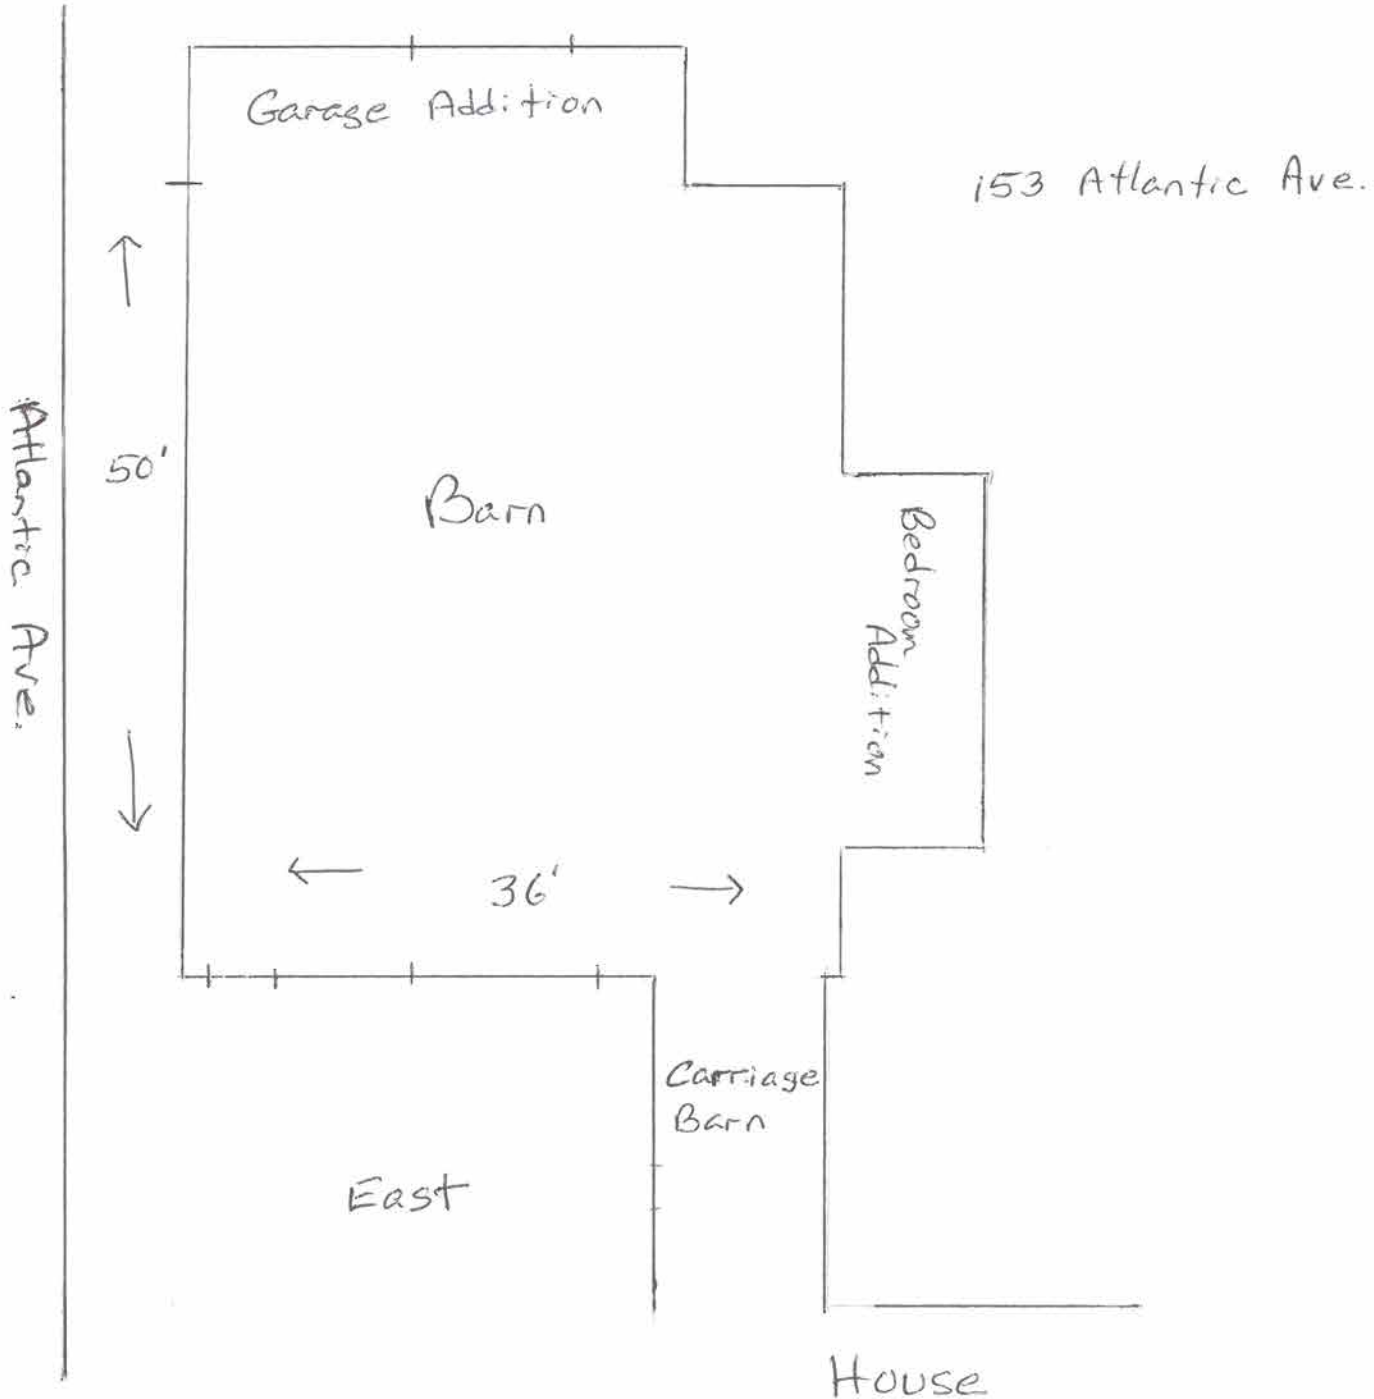 Garage Addition
153 Atlantic Ave.
Atlantic Ave.
50'
Barn
Bedroom
Addition
36'
Carriage
Barn
East
House